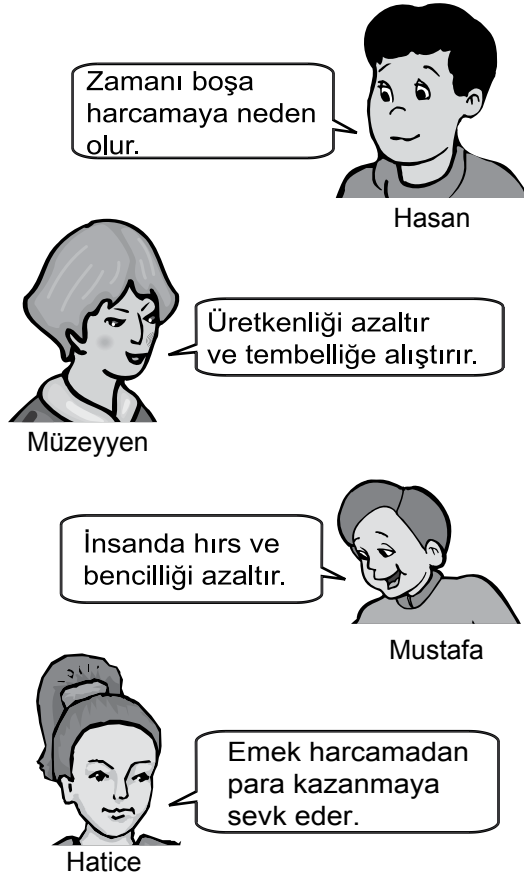 Zamanı boşa
harcamaya neden
olur.
Hasan
Üretkenliği azaltır
ve tembelliğe alıştırır.
Müzeyyen
İnsanda hırs ve
bencilliği azaltır.
Mustafa
Emek harcamadan
para kazanmaya
sevk eder.
Hatice